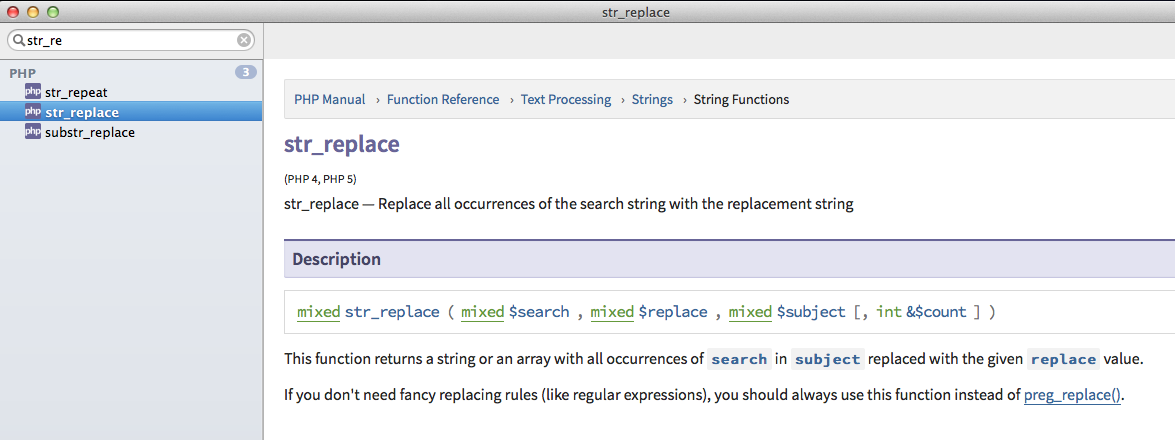 str_replace
str_re
PHP 3
php str_repeat
php str_replace
php substr_replace
PHP Manual › Function Reference › Text Processing › Strings › String Functions
str_replace
(PHP 4, PHP 5)
str_replace — Replace all occurrences of the search string with the replacement string
Description
mixed str_replace ( mixed $search , mixed $replace , mixed $subject [, int &$count ] )
This function returns a string or an array with all occurrences of search in subject replaced with the given replace value.
If you don't need fancy replacing rules (like regular expressions), you should always use this function instead of preg_replace().